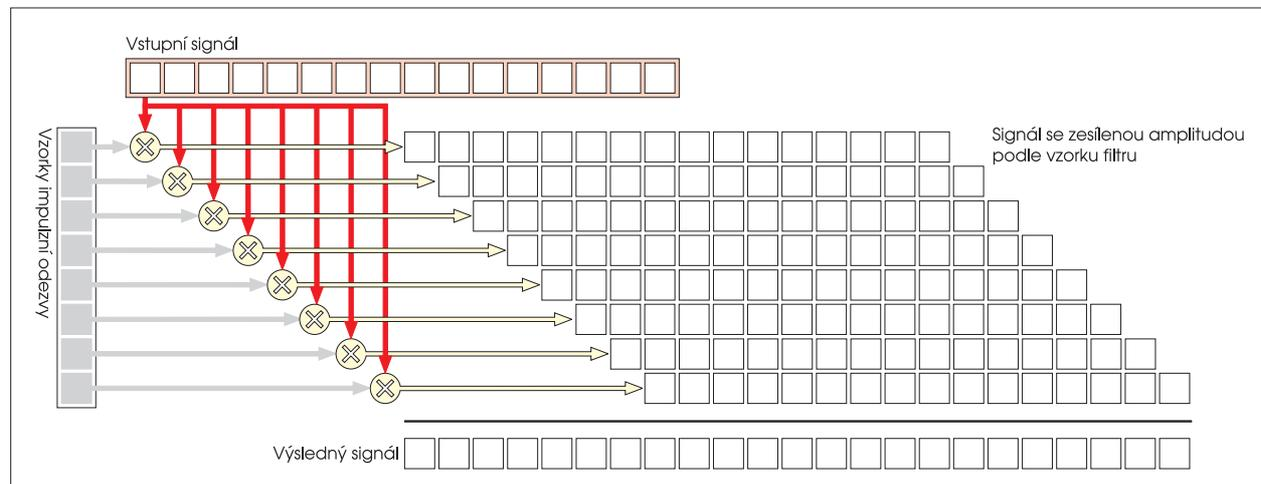 Vstupní signál
Vzorky impulzní odezvy
Signál se zesílenou amplitudou
podle vzorku filtru
Výsledný signál